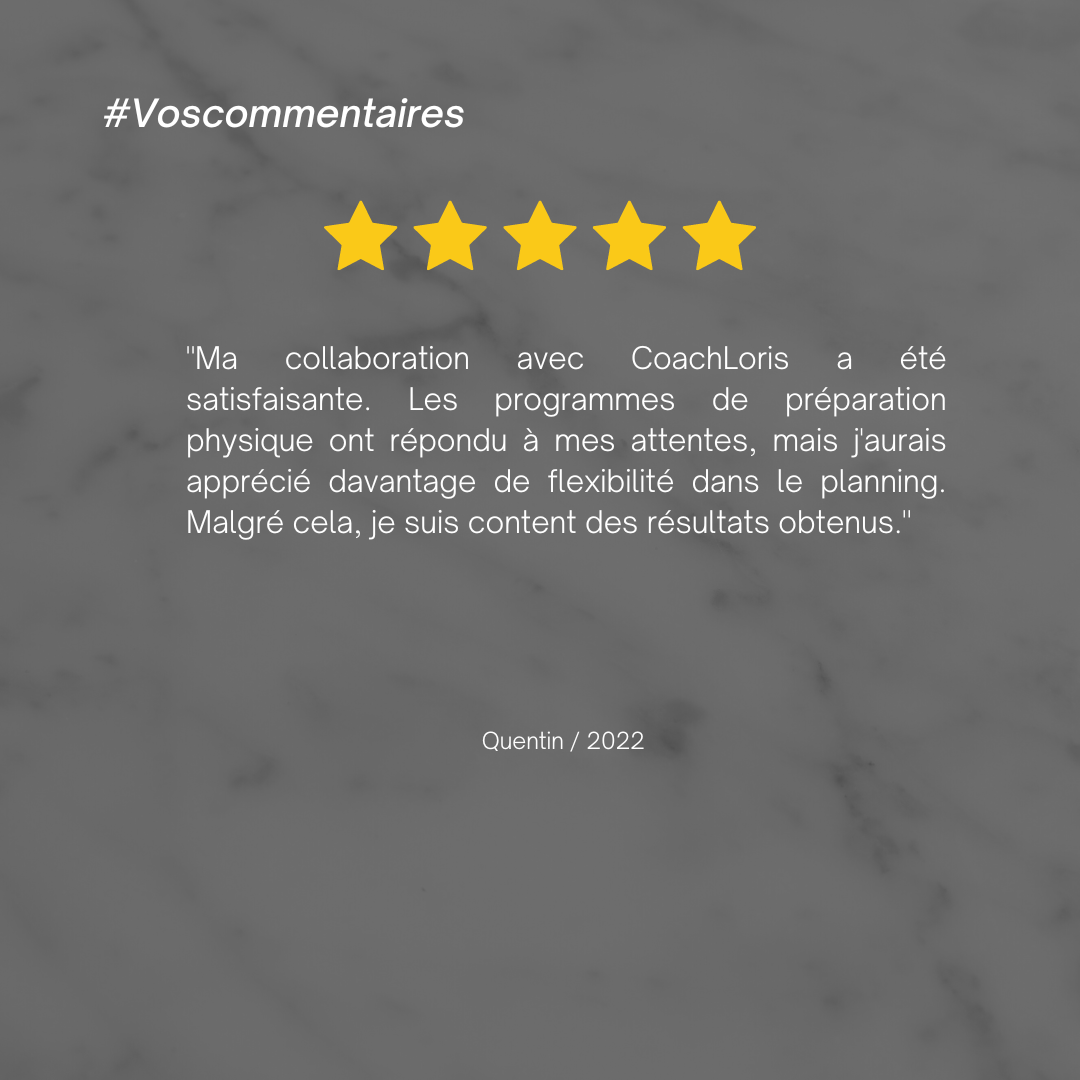 #Voscommentaires
"Ma collaboration avec CoachLoris a été
satisfaisante. Les programmes de préparation
physique ont répondu à mes attentes, mais j'aurais
apprécié davantage de flexibilité dans le planning.
Malgré cela, je suis content des résultats obtenus."
Quentin / 2022